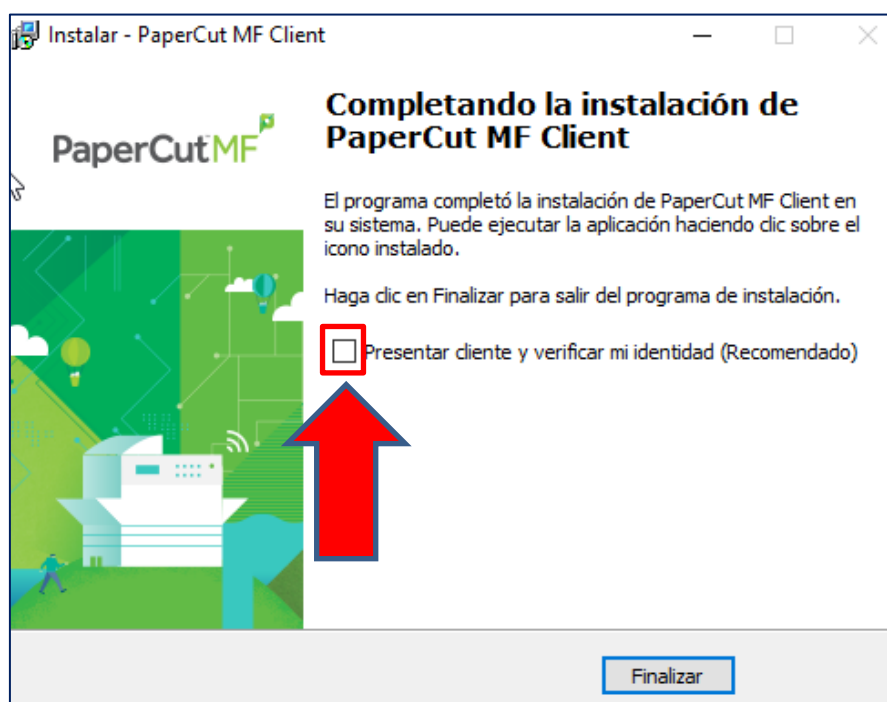 Instalar - PaperCut MF Client
PaperCut MF
Completando la instalación de
PaperCut MF Client
El programa completó la instalación de PaperCut MF Client en
su sistema. Puede ejecutar la aplicación haciendo clic sobre el
icono instalado.
Haga clic en Finalizar para salir del programa de instalación.
Presentar cliente y verificar mi identidad (Recomendado)
Finalizar